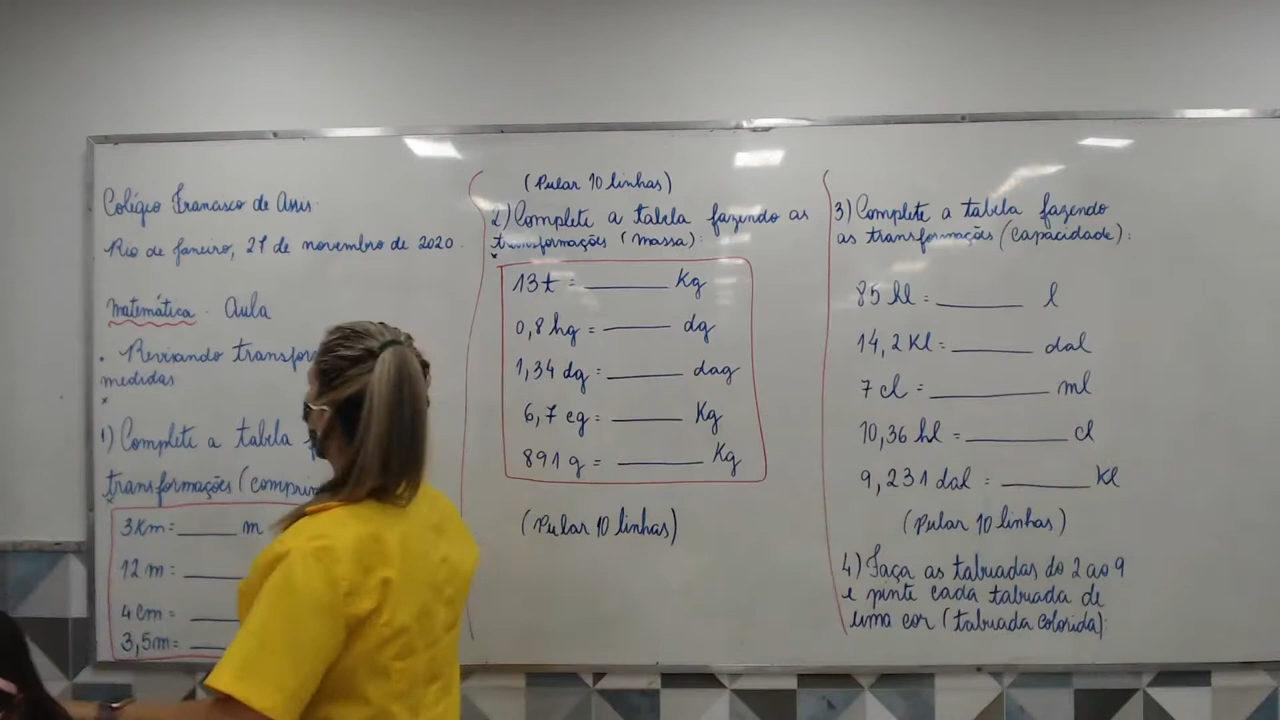 Colégio Francisco de Assis
Rio de Janeiro, 27 de novembro de 2020.
Matemática. Aula
• Revisando transfor
medidas
1) Complete a tabela
transformações (comprim
3Km = ______ m
12 m = ______
4 cm = ______
3,5m = ______
(Pular 10 linhas)
2) Complete a tabela fazendo as
transformações (massa):
13t = ______ Kg
0,8 hg = ______ dg
1,34 dg = ______ dag
6,7 cg = ______ Kg
891 g = ______ Kg
(Pular 10 linhas)
3) Complete a tabela fazendo
as transformações (capacidade):
85 hl = ______ l
14,2 Kl = ______ dal
7 cl = ______ ml
10,36 hl = ______ cl
9,231 dal = ______ Kl
(Pular 10 linhas)
4) Faça as tabuadas do 2 ao 9
e pinte cada tabuada de
uma cor (tabuada colorida)